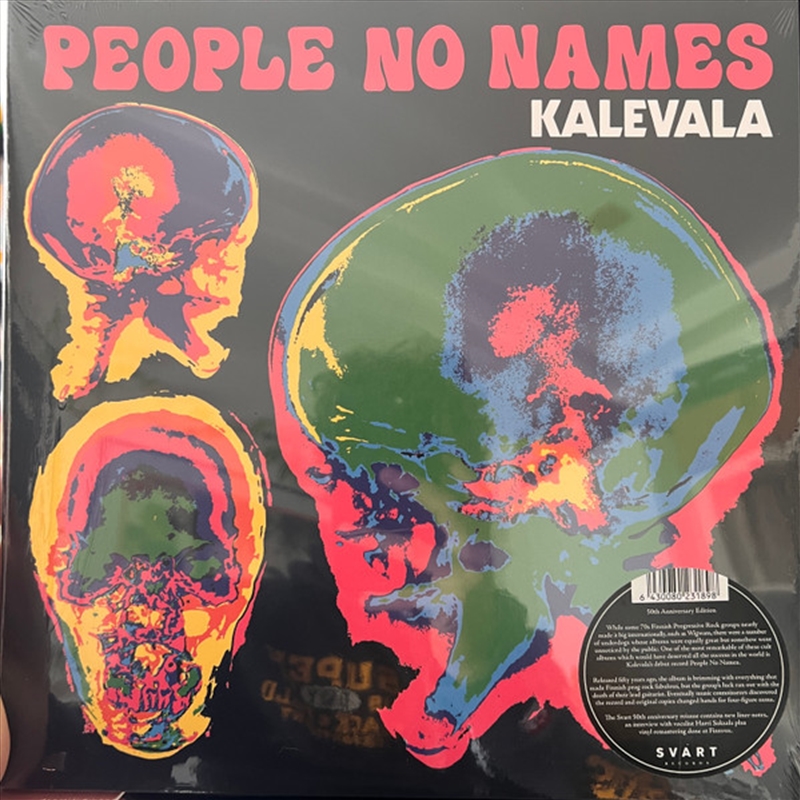 PEOPLE NO NAMES
KALEVALA
6 430080 231898
50th Anniversary Edition
While some 70s Finnish Progressive Rock groups nearly
made it big internationally, such as Wigwam, there were a number
of underdogs whose albums were equally great but somehow went
unnoticed by the public. One of the most remarkable of these cult
albums which would have deserved all the success in the world is
Kalevala's debut record People No Names.
Released fifty years ago, the album is brimming with everything that
made Finnish prog rock fabulous, but the group's luck ran out with the
death of their lead guitarist. Eventually sonic connoisseurs discovered
the record and original copies changed hands for four-figure sums.
The Svart 50th anniversary reissue contains new liner notes,
an interview with vocalist Harri Saksala plus
vinyl remastering done at Finnvox.
SVART
RECORDS